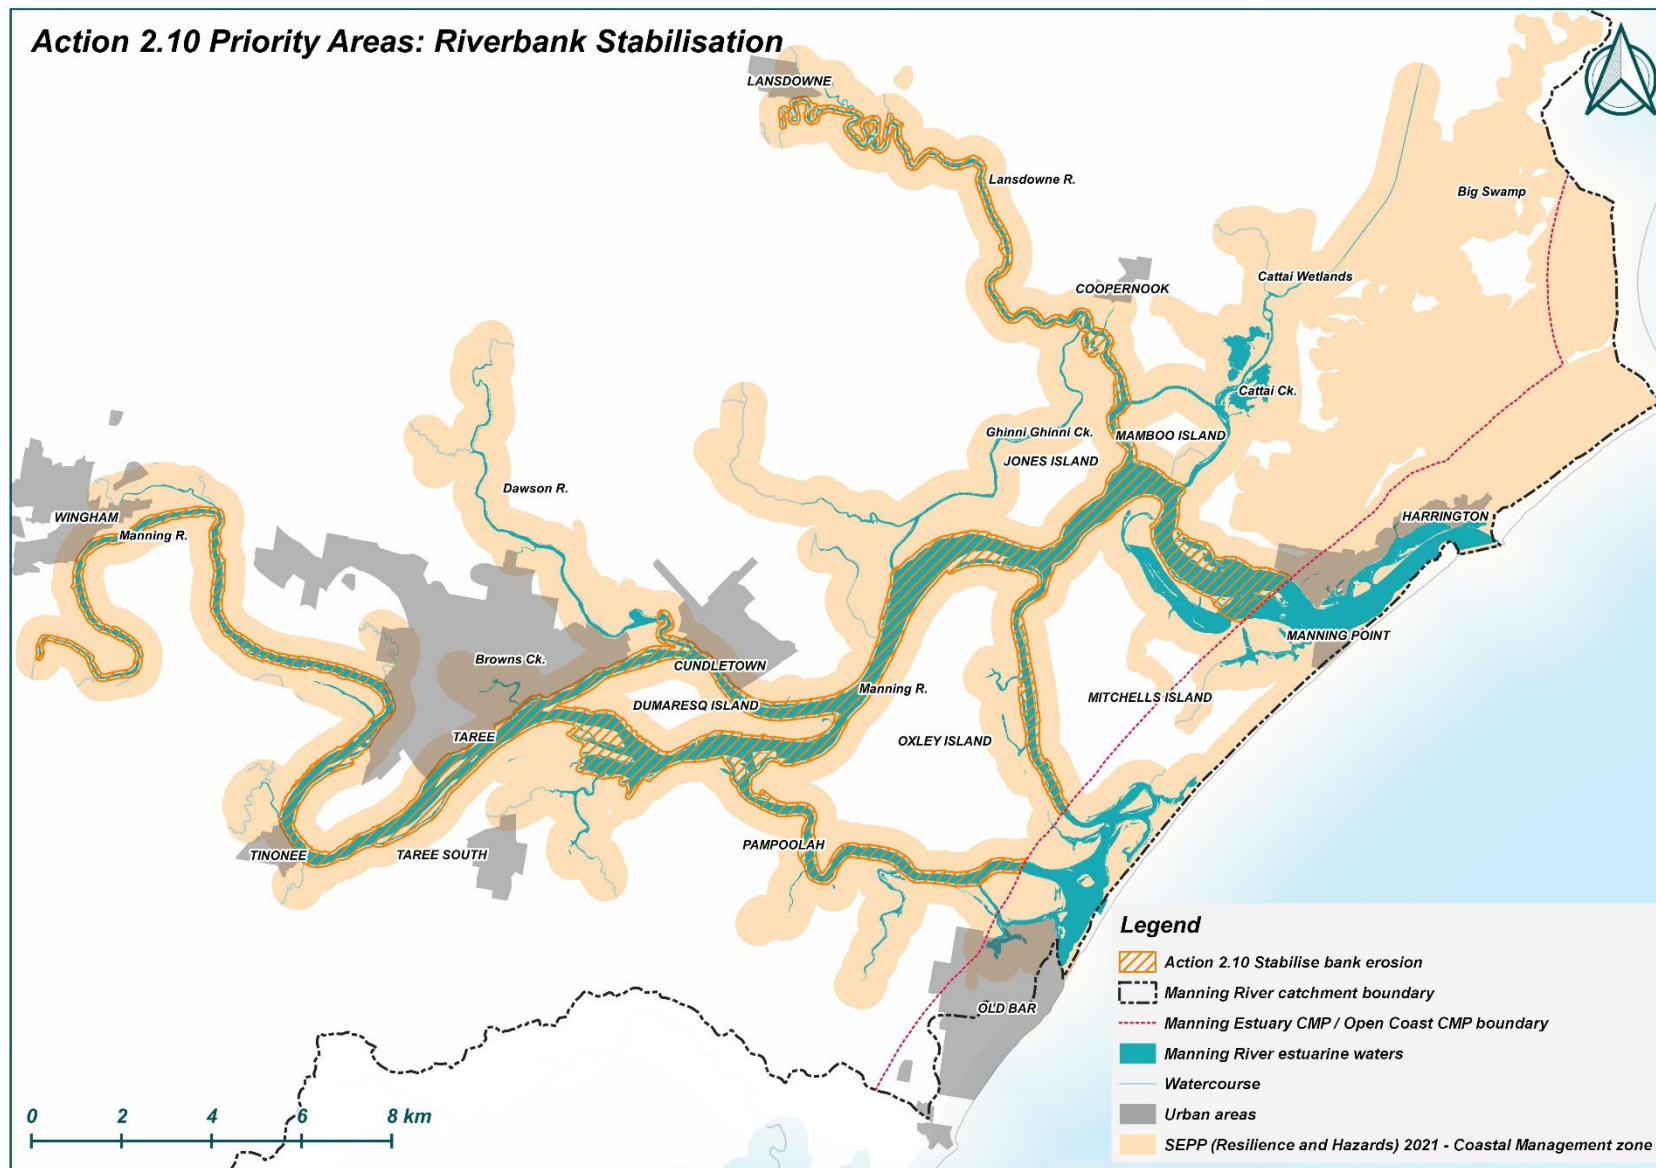 Action 2.10 Priority Areas: Riverbank Stabilisation
LANSDOWNE
Lansdowne R.
Big Swamp
Cattai Wetlands
COOPERNOOK
Cattai Ck.
Ghinni Ghinni Ck.
MAMBOO ISLAND
JONES ISLAND
Dawson R.
WINGHAM
Manning R.
HARRINGTON
MANNING POINT
Browns Ck.
CUNDLETOWN
Manning R.
MITCHELLS ISLAND
DUMARESQ ISLAND
TAREE
OXLEY ISLAND
PAMPOOLAH
TINONEE
TAREE SOUTH
OLD BAR
Legend
Action 2.10 Stabilise bank erosion
Manning River catchment boundary
Manning Estuary CMP / Open Coast CMP boundary
Manning River estuarine waters
Watercourse
Urban areas
SEPP (Resilience and Hazards) 2021 - Coastal Management zone
0 2 4 6 8 km